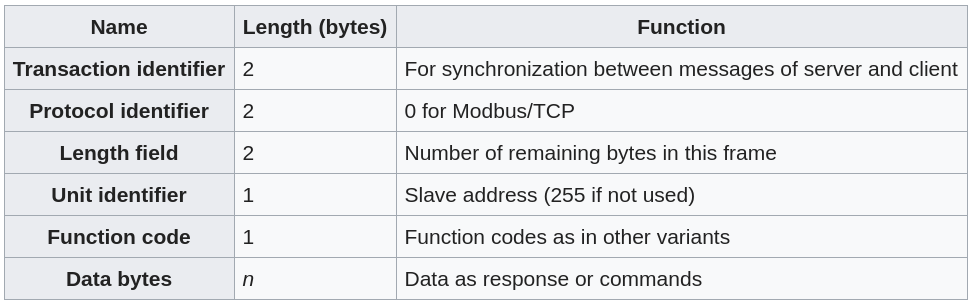 Name Length (bytes) Function
Transaction identifier 2 For synchronization between messages of server and client
Protocol identifier 2 0 for Modbus/TCP
Length field 2 Number of remaining bytes in this frame
Unit identifier 1 Slave address (255 if not used)
Function code 1 Function codes as in other variants
Data bytes n Data as response or commands